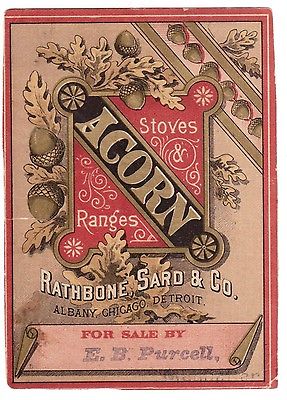 Stoves
&
ACORN
Ranges
RATHBONE, SARD & CO.
ALBANY, CHICAGO, DETROIT.
FOR SALE BY
E. B. Purcell,